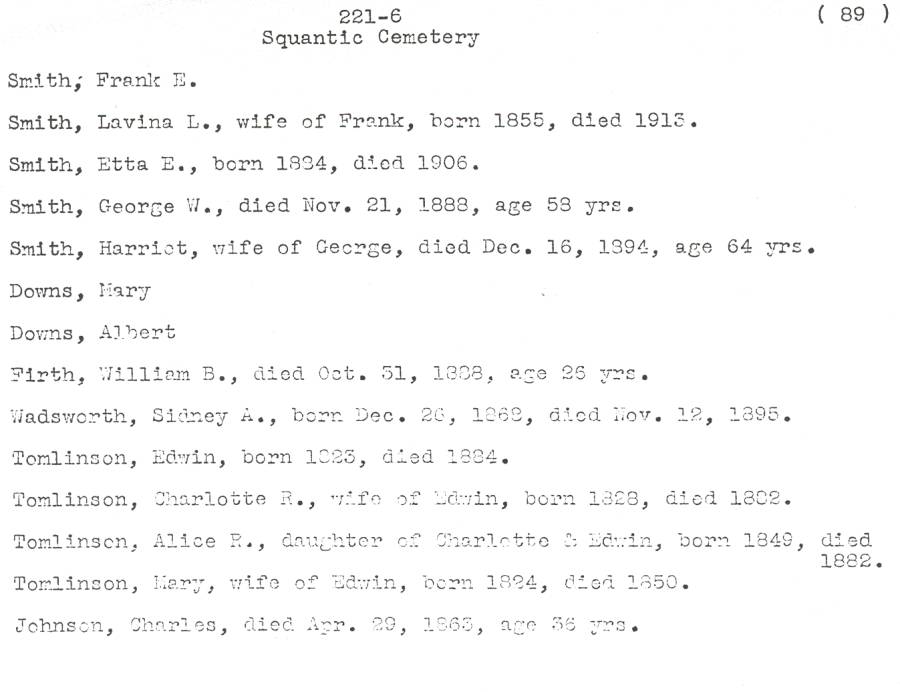 221-6
( 89 )
Squantic Cemetery
Smith, Frank E.
Smith, Lavina L., wife of Frank, born 1855, died 1913.
Smith, Etta E., born 1884, died 1906.
Smith, George W., died Nov. 21, 1888, age 58 yrs.
Smith, Harriet, wife of George, died Dec. 16, 1894, age 64 yrs.
Downs, Mary
Downs, Albert
Firth, William B., died Oct. 31, 1888, age 26 yrs.
Wadsworth, Sidney A., born Dec. 26, 1868, died Nov. 12, 1895.
Tomlinson, Edwin, born 1823, died 1884.
Tomlinson, Charlotte R., wife of Edwin, born 1828, died
Tomlinson, Alice R., daughter of Charlotte & Edwin, born 1849, died
1882.
Tomlinson, Mary, wife of Edwin, born 1824, died 1850.
Johnson, Charles, died Apr. 29, 1863, age 36 yrs.